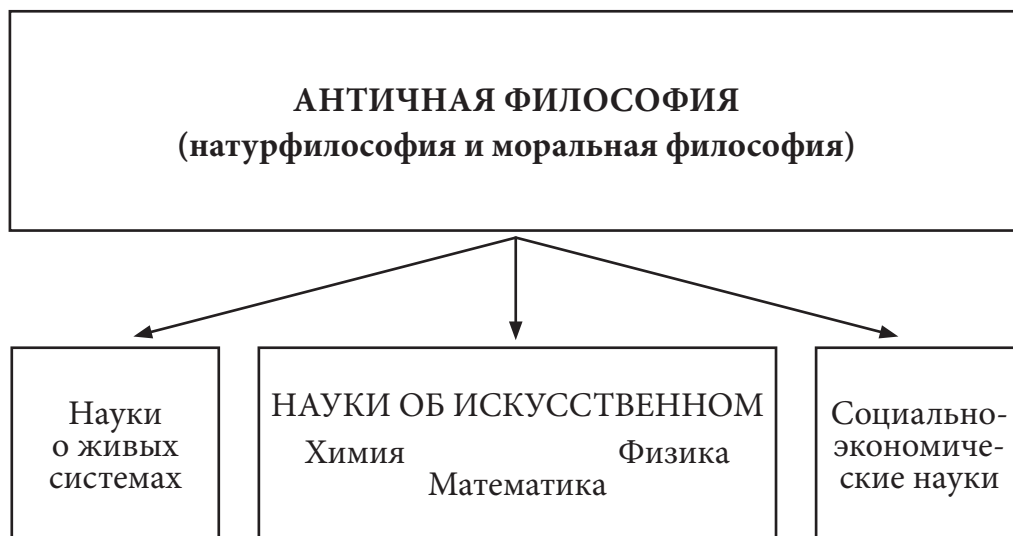 АНТИЧНАЯ ФИЛОСОФИЯ
(натурфилософия и моральная философия)
Науки
о живых
системах
НАУКИ ОБ ИСКУССТВЕННОМ
Химия Физика
Математика
Социально-
экономиче-
ские науки